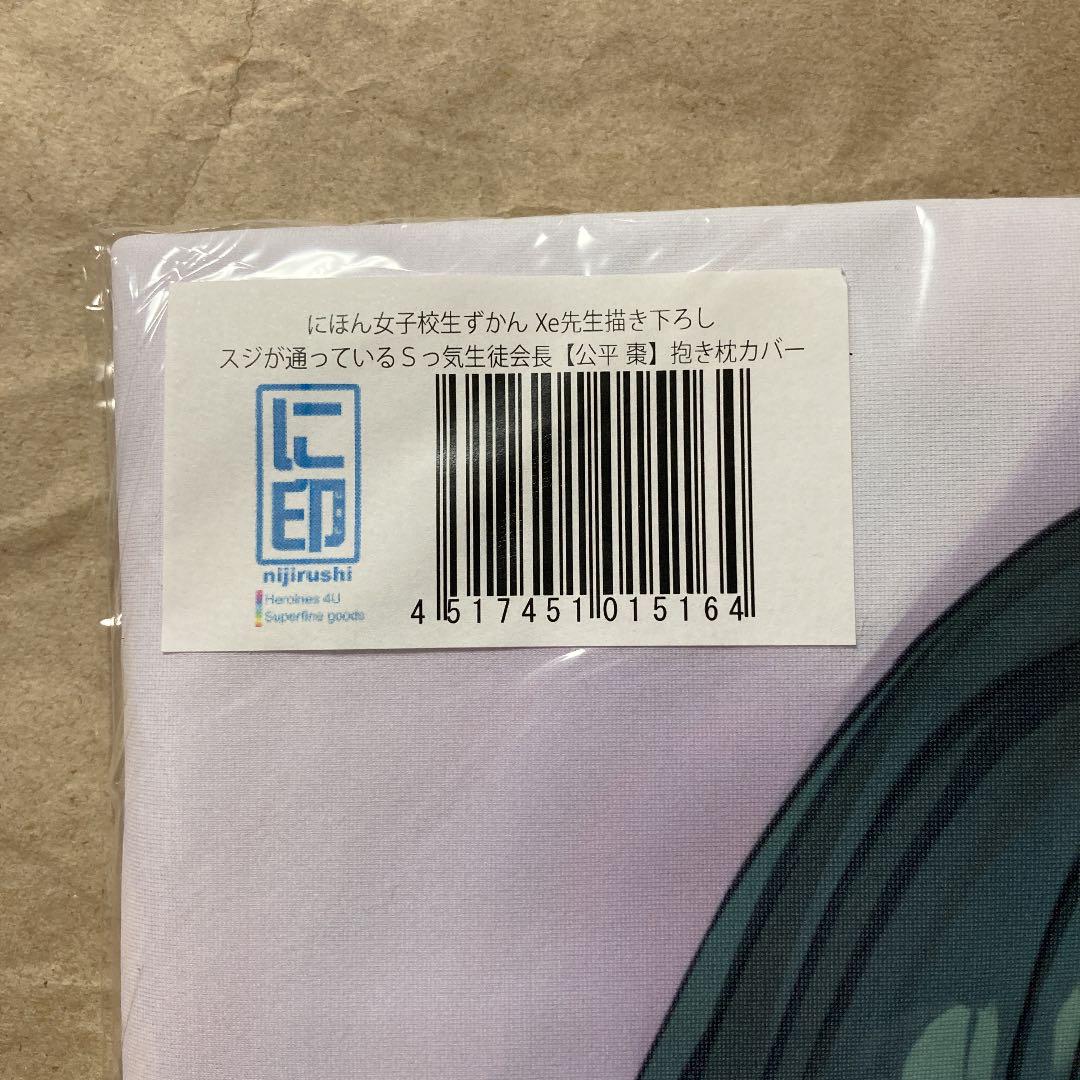 にほん女子校生ずかん Xe先生描き下ろし
スジが通っているＳっ気生徒会長【公平 棗】抱き枕カバー
に
印
nijirushi
Heroines 4U
Superfine goods
4 517451 015164